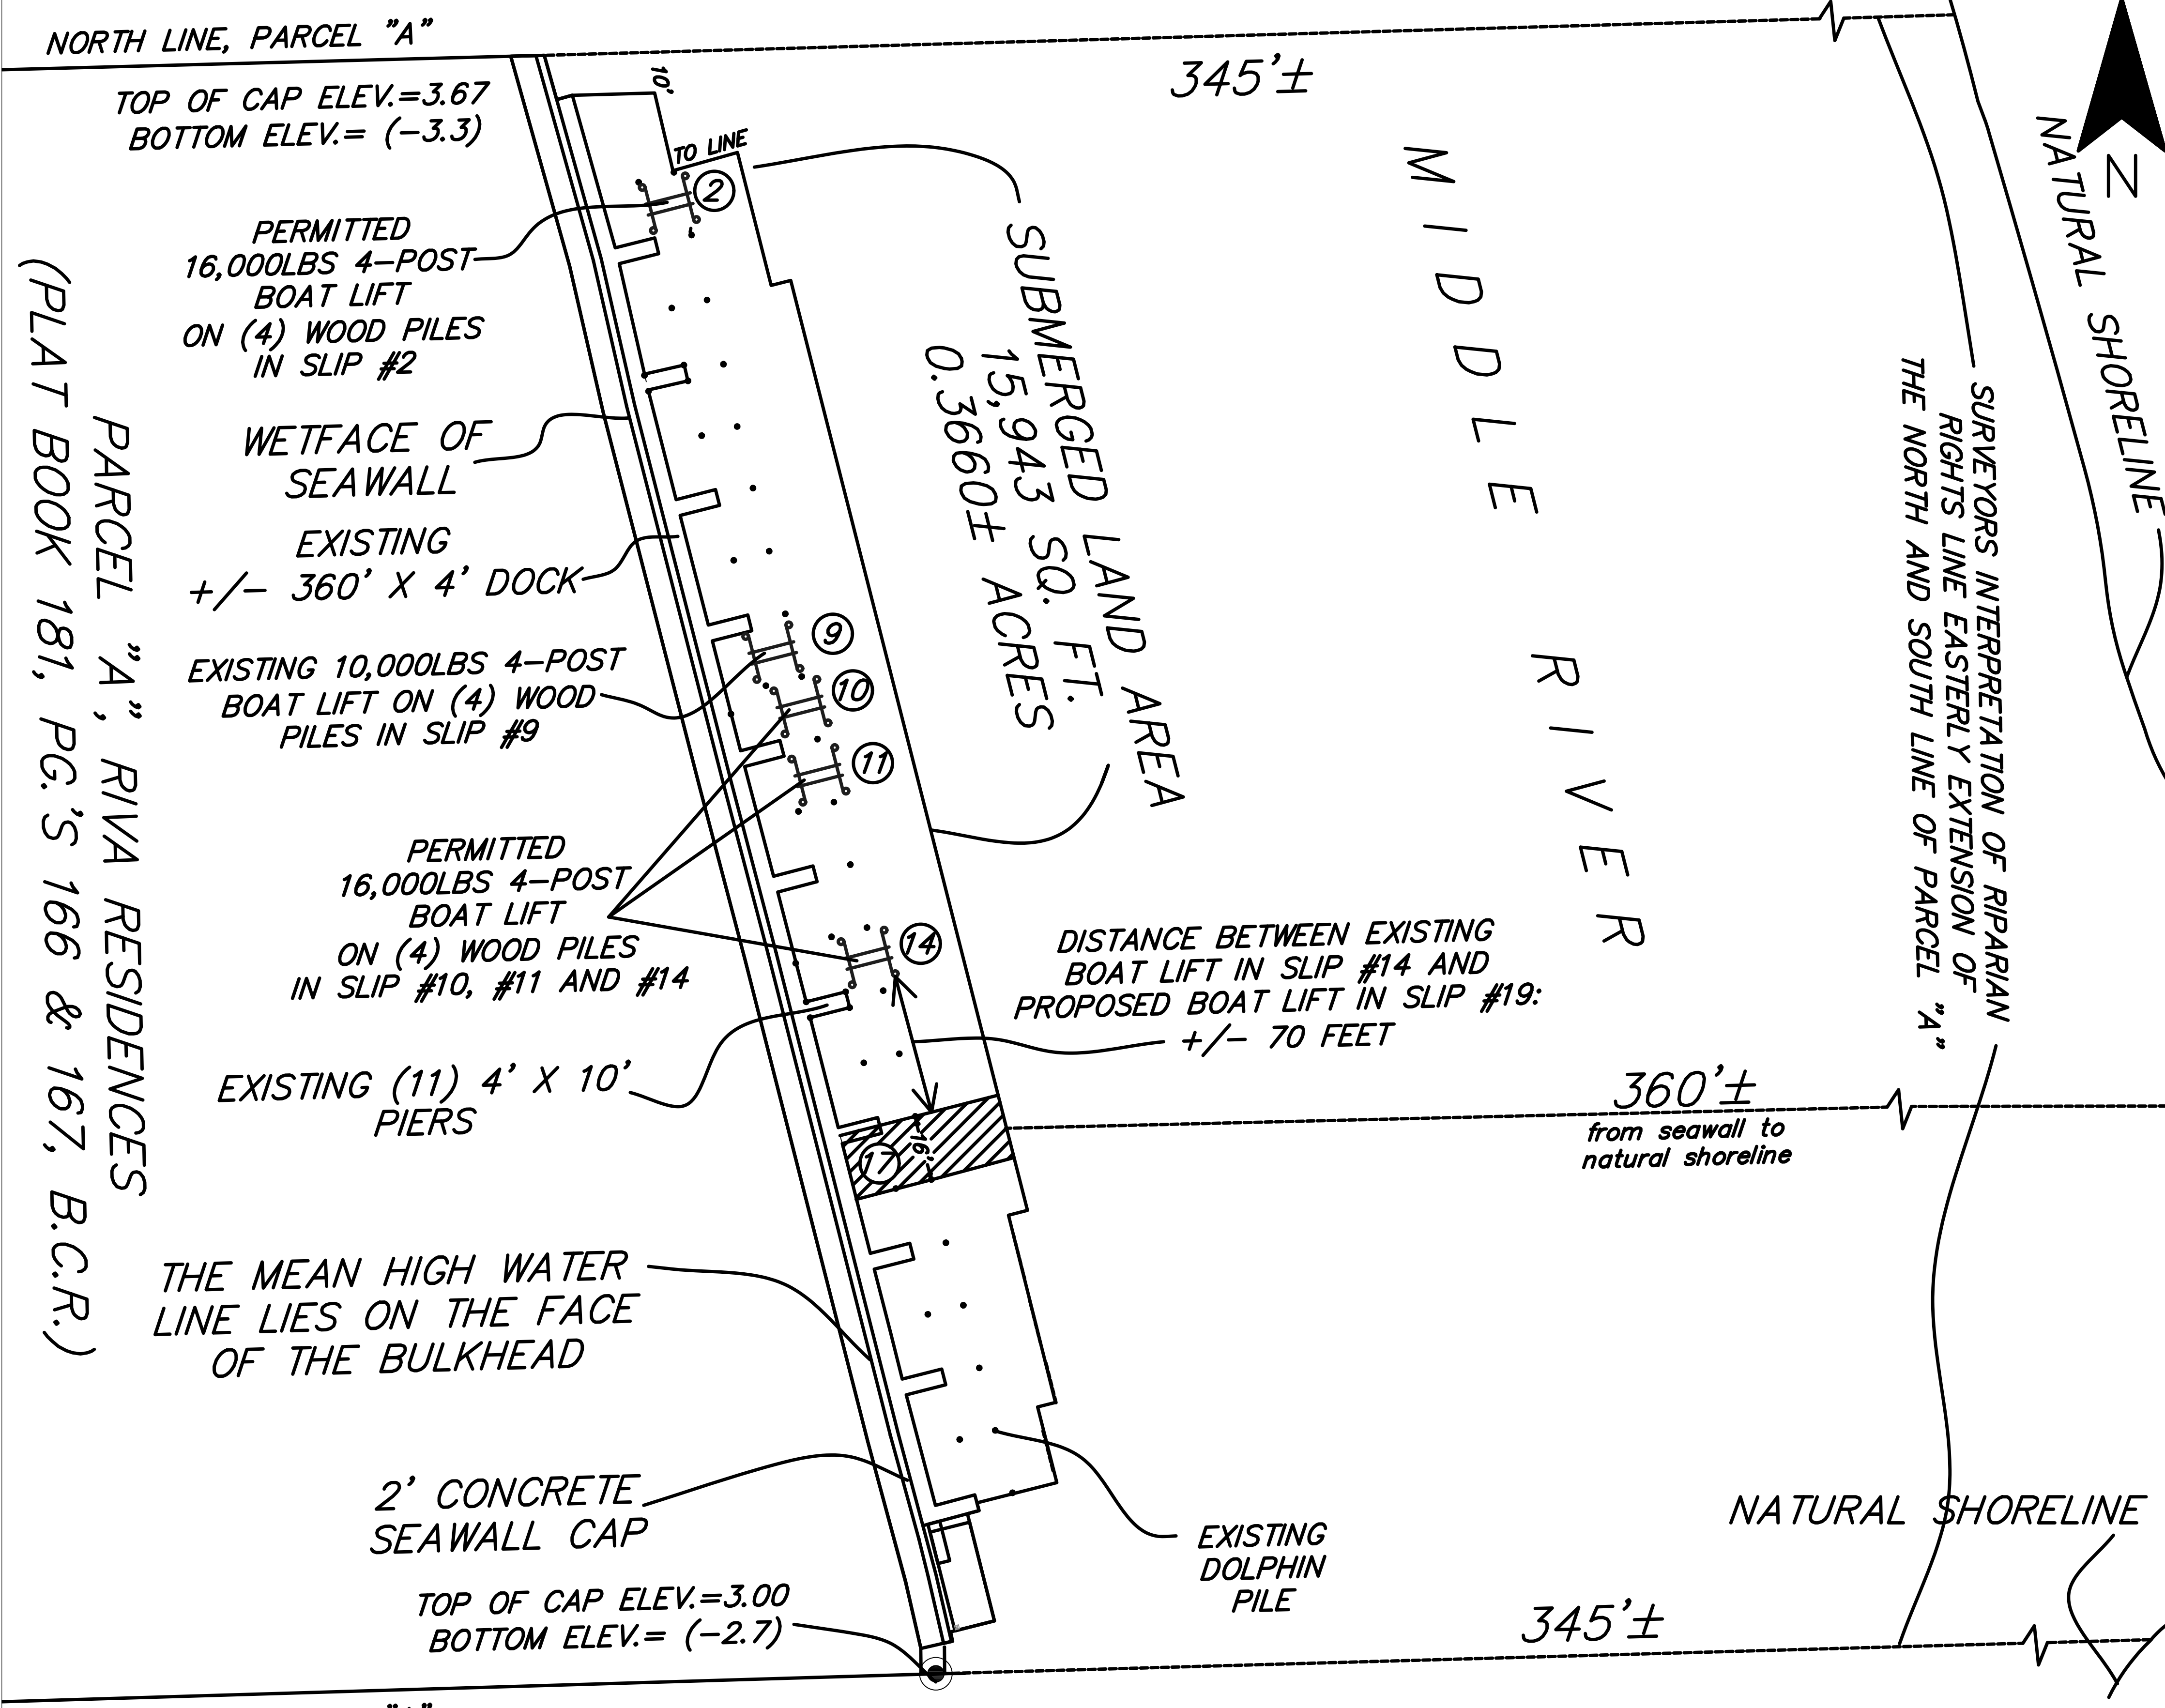 NORTH LINE, PARCEL "A"
345'±
10'
TOP OF CAP ELEV.=3.67
BOTTOM ELEV.= (-3.3)
TO LINE
N
NATURAL SHORELINE
2
PERMITTED
16,000LBS 4-POST
BOAT LIFT
ON (4) WOOD PILES
IN SLIP #2
MIDDLE RIVER
SUBMERGED LAND AREA
15,943 SQ. FT.
0.3660± ACRES
SURVEYORS INTERPRETATION OF RIPARIAN
RIGHTS LINE EASTERLY EXTENSION OF
THE NORTH AND SOUTH LINE OF PARCEL "A"
PARCEL "A", RIVA RESIDENCES
(PLAT BOOK 181, PG.'S 166 & 167, B.C.R.)
WETFACE OF
SEAWALL
EXISTING
+/- 360' X 4' DOCK
9
EXISTING 10,000LBS 4-POST
BOAT LIFT ON (4) WOOD
PILES IN SLIP #9
10
11
PERMITTED
16,000LBS 4-POST
BOAT LIFT
ON (4) WOOD PILES
IN SLIP #10, #11 AND #14
14
DISTANCE BETWEEN EXISTING
BOAT LIFT IN SLIP #14 AND
PROPOSED BOAT LIFT IN SLIP #19:
+/- 70 FEET
EXISTING (11) 4' X 10'
PIERS
360'±
from seawall to
natural shoreline
17
16'
THE MEAN HIGH WATER
LINE LIES ON THE FACE
OF THE BULKHEAD
2' CONCRETE
SEAWALL CAP
EXISTING
DOLPHIN
PILE
NATURAL SHORELINE
TOP OF CAP ELEV.=3.00
BOTTOM ELEV.= (-2.7)
345'±